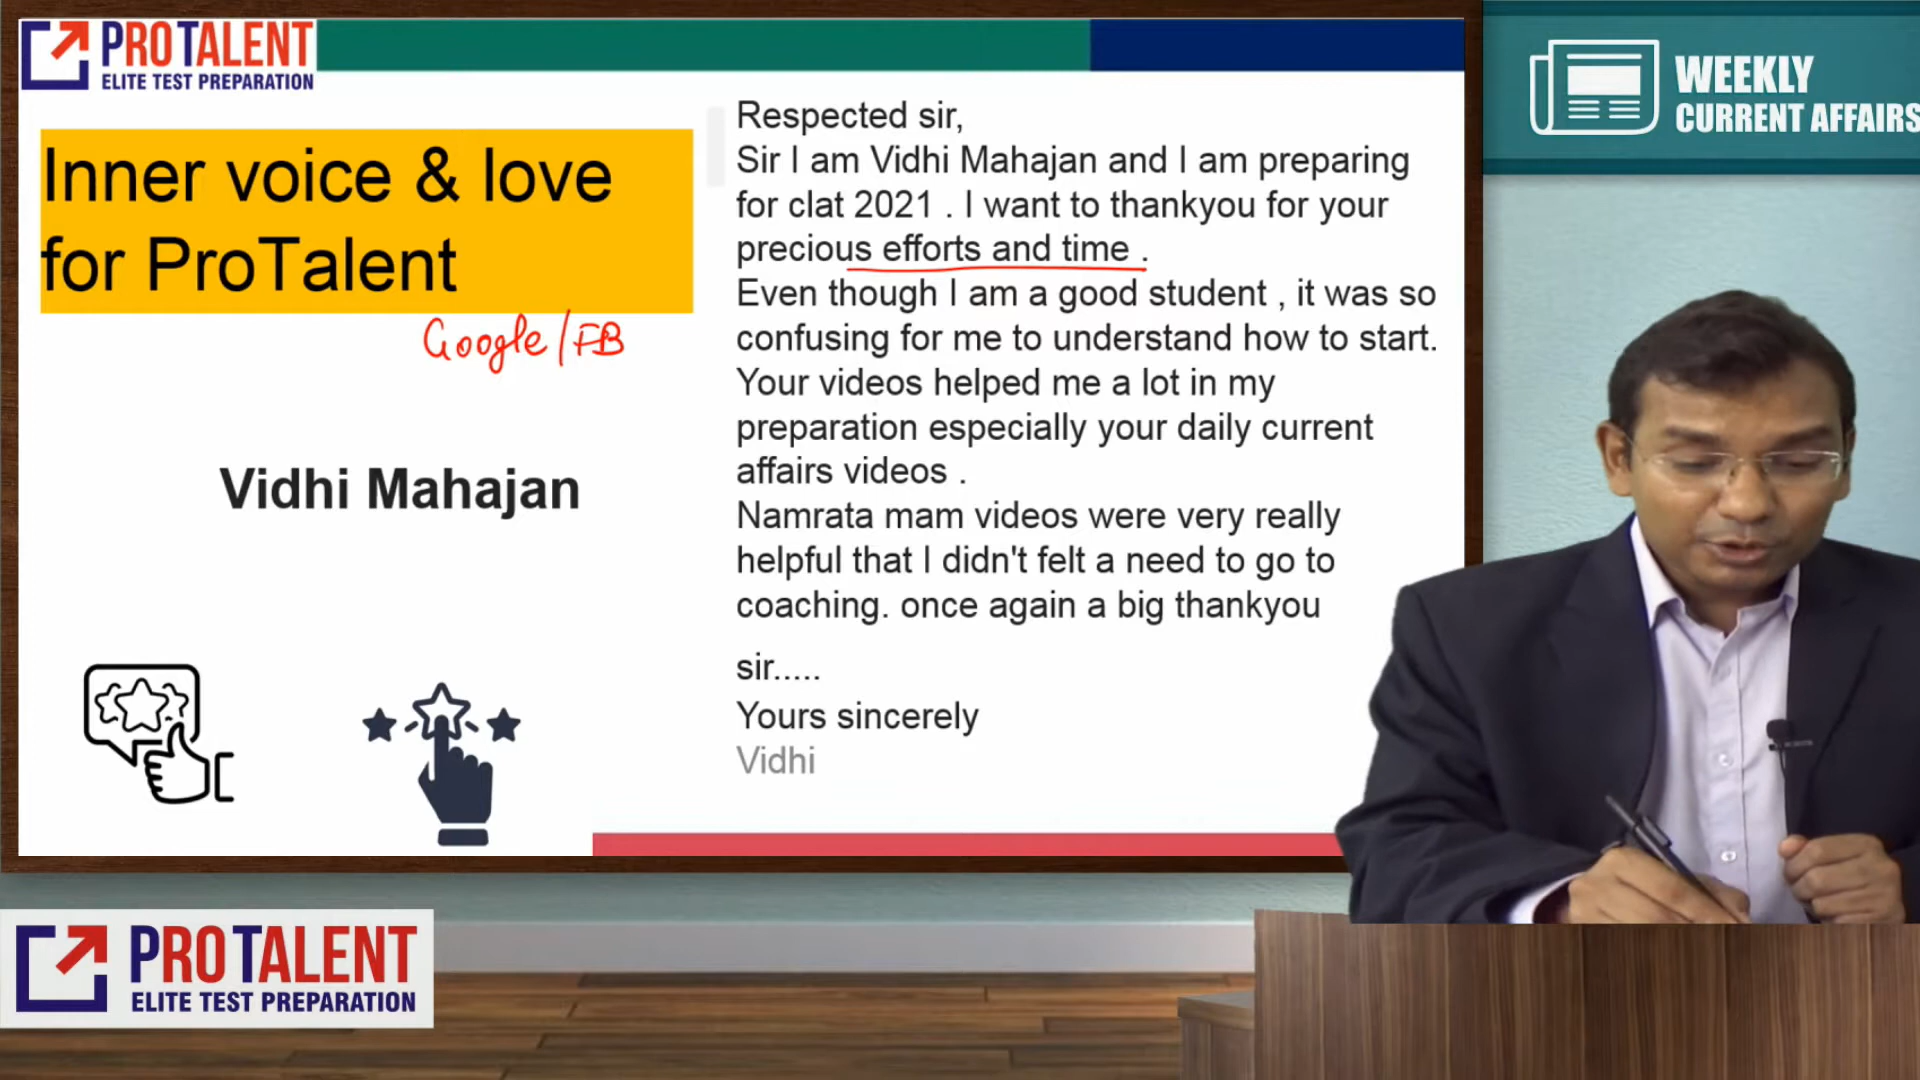 PROTALENT
ELITE TEST PREPARATION
Inner voice & love
for ProTalent
Google/FB
Vidhi Mahajan
Respected sir,
Sir I am Vidhi Mahajan and I am preparing
for clat 2021 . I want to thankyou for your
precious efforts and time .
Even though I am a good student , it was so
confusing for me to understand how to start.
Your videos helped me a lot in my
preparation especially your daily current
affairs videos .
Namrata mam videos were very really
helpful that I didn't felt a need to go to
coaching. once again a big thankyou
sir.....
Yours sincerely
Vidhi
WEEKLY
CURRENT AFFAIRS
PROTALENT
ELITE TEST PREPARATION